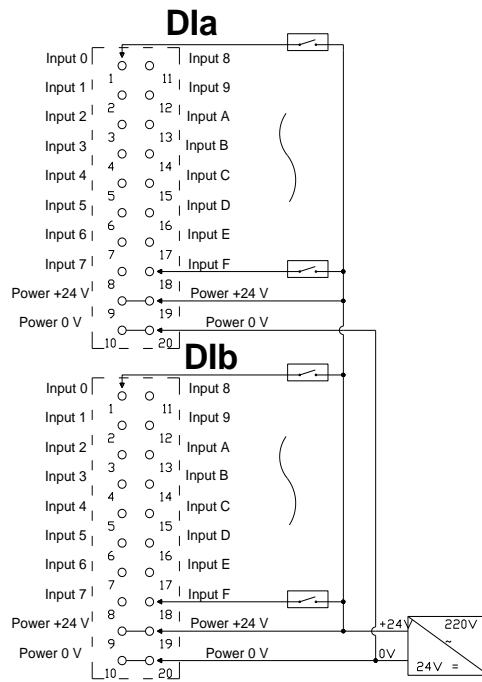 DIa
Input 0 Input 8
1 11
Input 1 Input 9
2 12
Input 2 Input A
3 13
Input 3 Input B
4 14
Input 4 Input C
5 15
Input 5 Input D
6 16
Input 6 Input E
7 17
Input 7 Input F
8 18
Power +24 V Power +24 V
9 19
Power 0 V Power 0 V
10 20
DIb
Input 0 Input 8
1 11
Input 1 Input 9
2 12
Input 2 Input A
3 13
Input 3 Input B
4 14
Input 4 Input C
5 15
Input 5 Input D
6 16
Input 6 Input E
7 17
Input 7 Input F
8 18
Power +24 V Power +24 V +24V 220V
9 19 ~
Power 0 V Power 0 V 0V 24V =
10 20